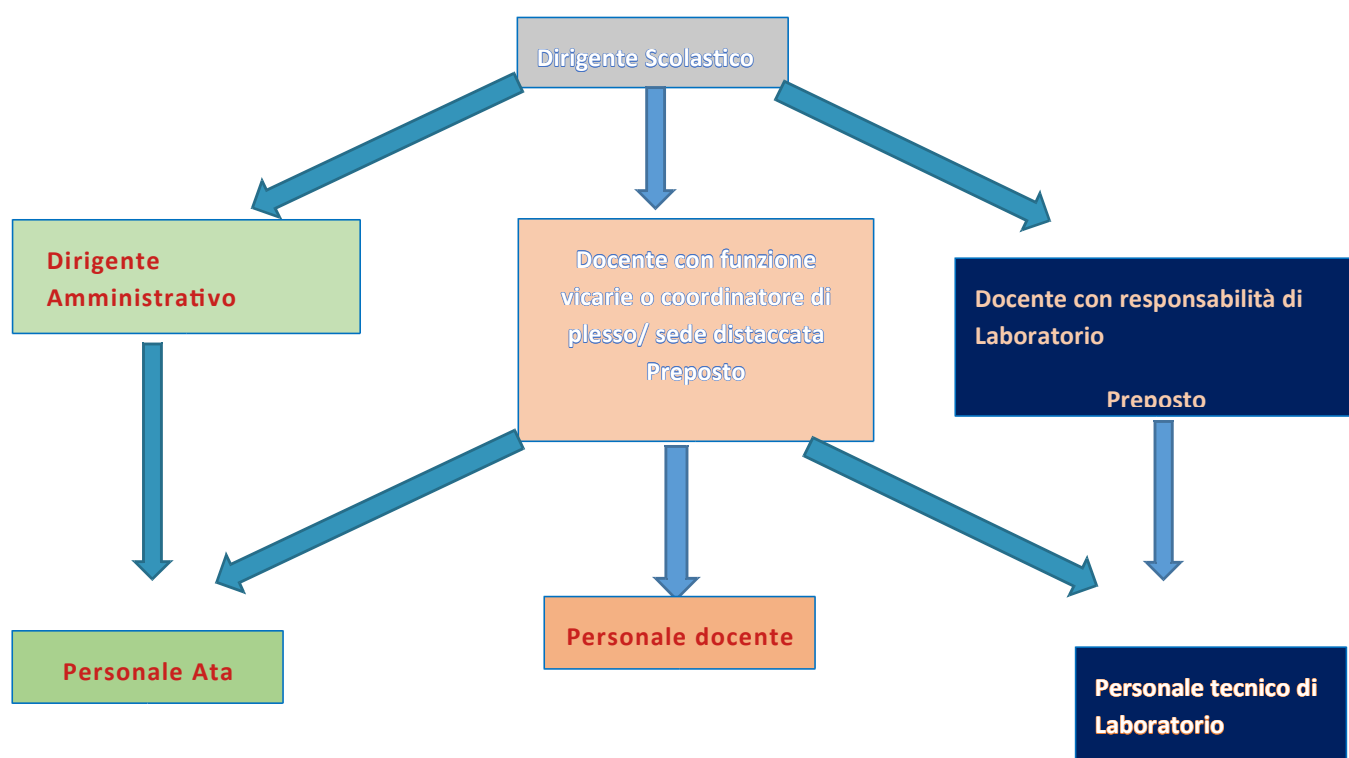 Dirigente Scolastico
Dirigente
Amministrativo
Docente con funzione
vicarie o coordinatore di
plesso/ sede distaccata
Preposto
Docente con responsabilità di
Laboratorio
Preposto
Personale Ata
Personale docente
Personale tecnico di
Laboratorio